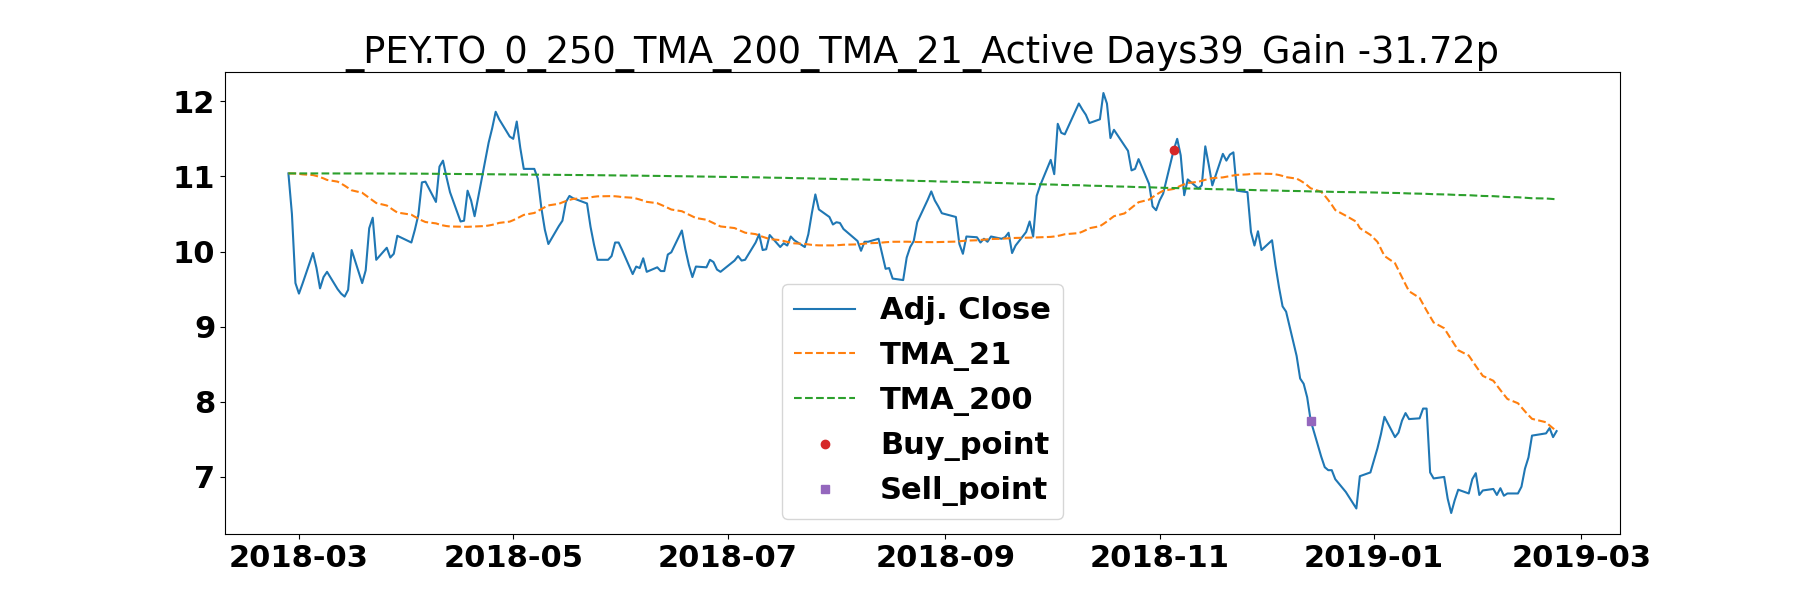 _PEY.TO_0_250_TMA_200_TMA_21_Active Days39_Gain -31.72p
12
11
10
9
8
7
Adj. Close
TMA_21
TMA_200
Buy_point
Sell_point
2018-03 2018-05 2018-07 2018-09 2018-11 2019-01 2019-03